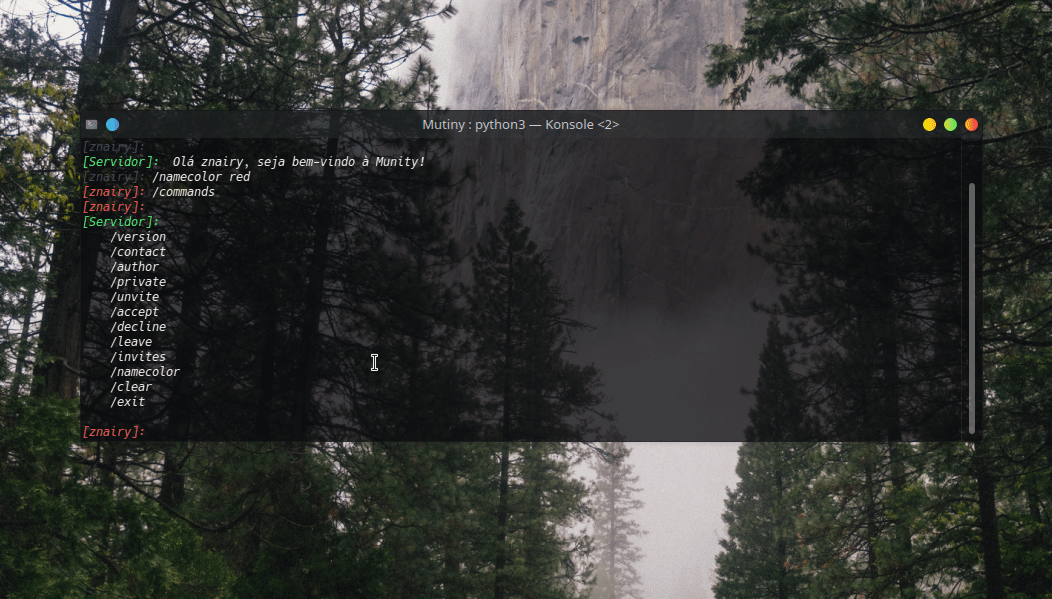 Mutiny : python3 — Konsole <2>
[znairy]:
[Servidor]: Olá znairy, seja bem-vindo à Munity!
[znairy]: /namecolor red
[znairy]: /commands
[znairy]:
[Servidor]:
/version
/contact
/author
/private
/unvite
/accept
/decline
/leave
/invites
/namecolor
/clear
/exit
[znairy]: